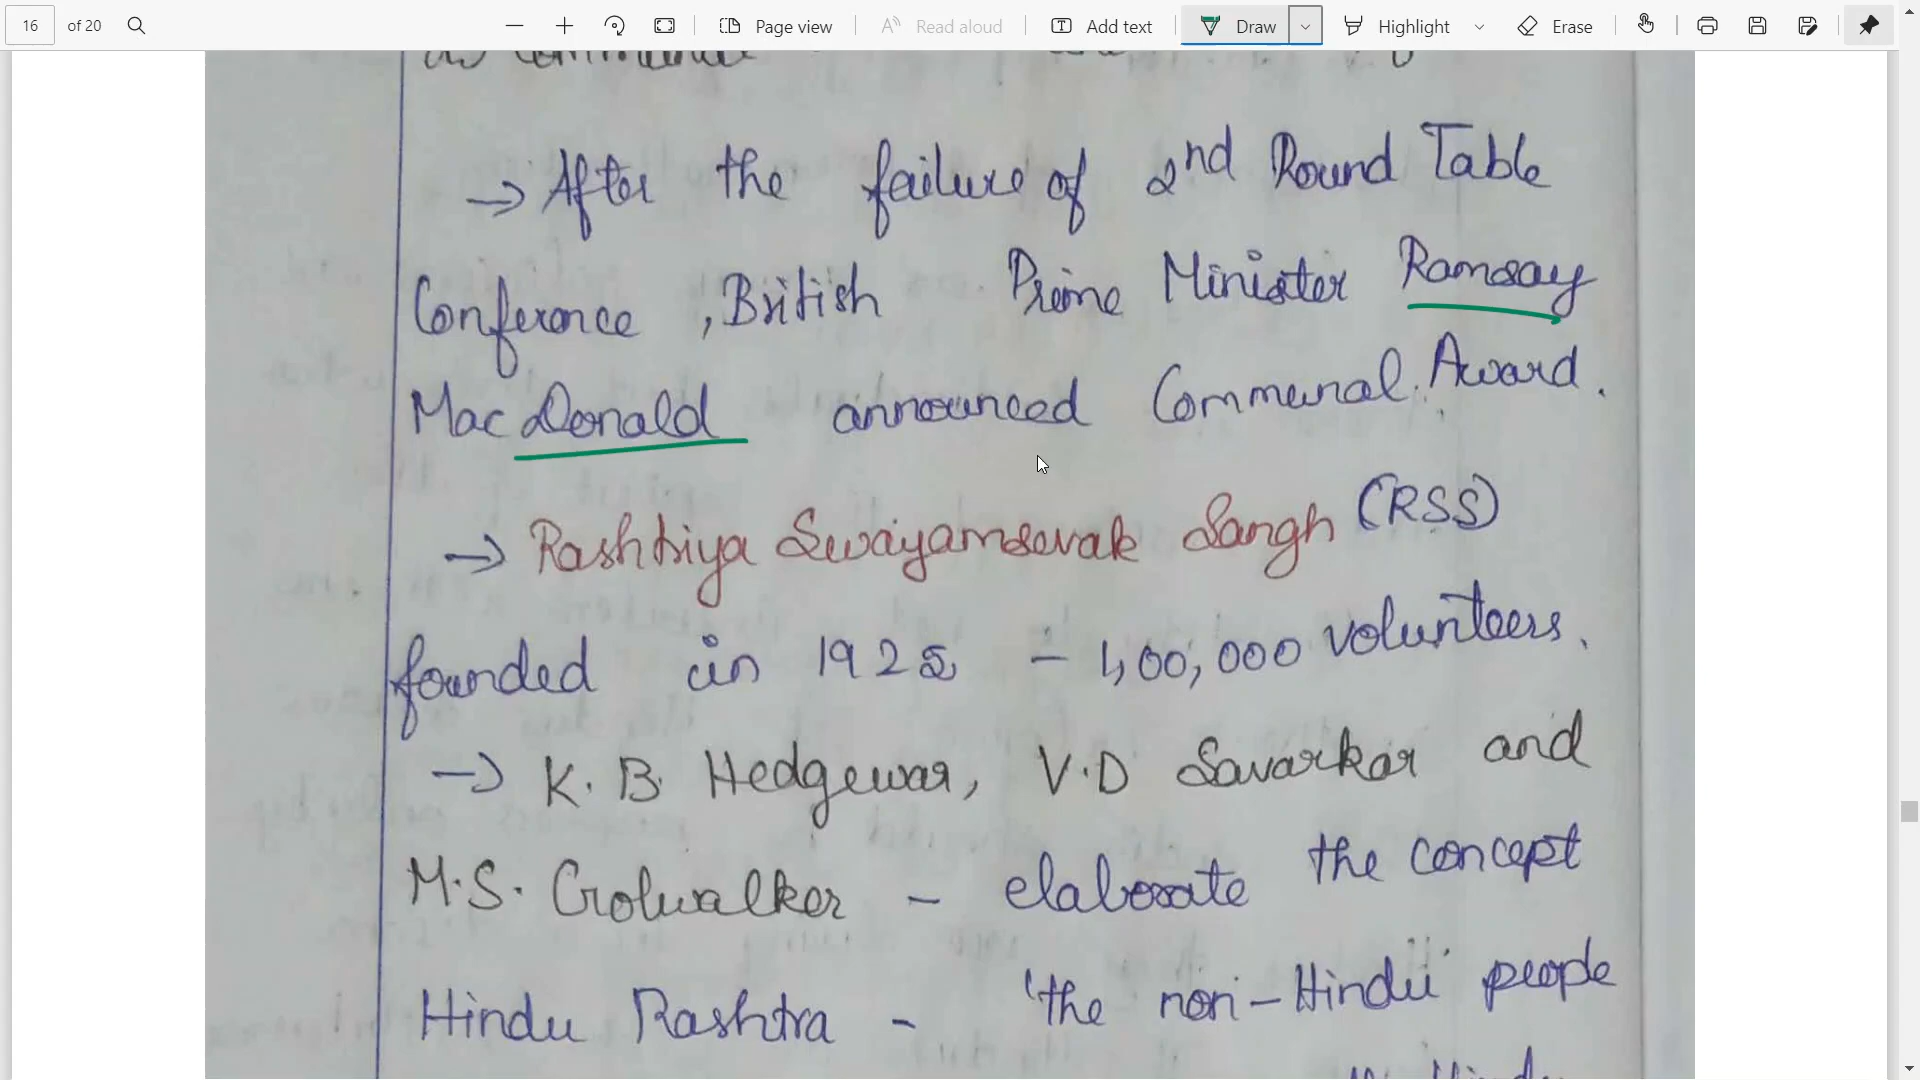 16 of 20 Page view Read aloud Add text Draw Highlight Erase
→ After the failure of 2nd Round Table
Conference, British Prime Minister Ramsay
MacDonald announced Communal Award.
→ Rashtriya Swayamsevak Sangh (RSS)
founded in 1925 - 1,00,000 volunteers.
→ K. B. Hedgewar, V.D Savarkar and
M.S. Golwalker - elaborate the concept
Hindu Rashtra - 'the non-Hindu people